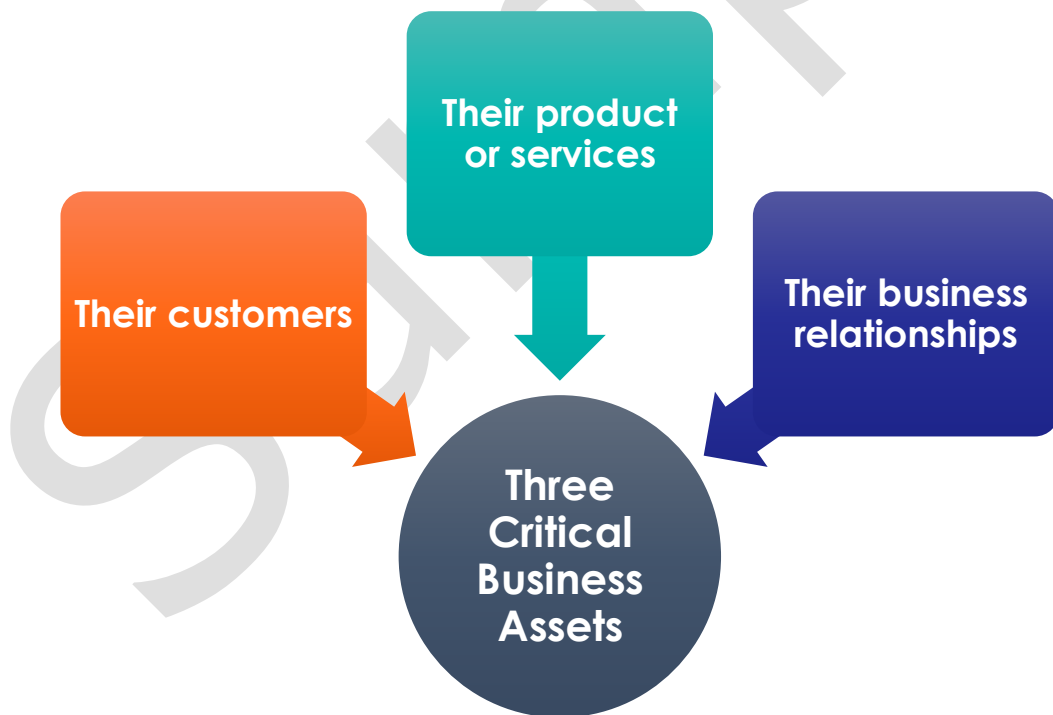 Their product
or services
Their customers
Their business
relationships
Three
Critical
Business
Assets